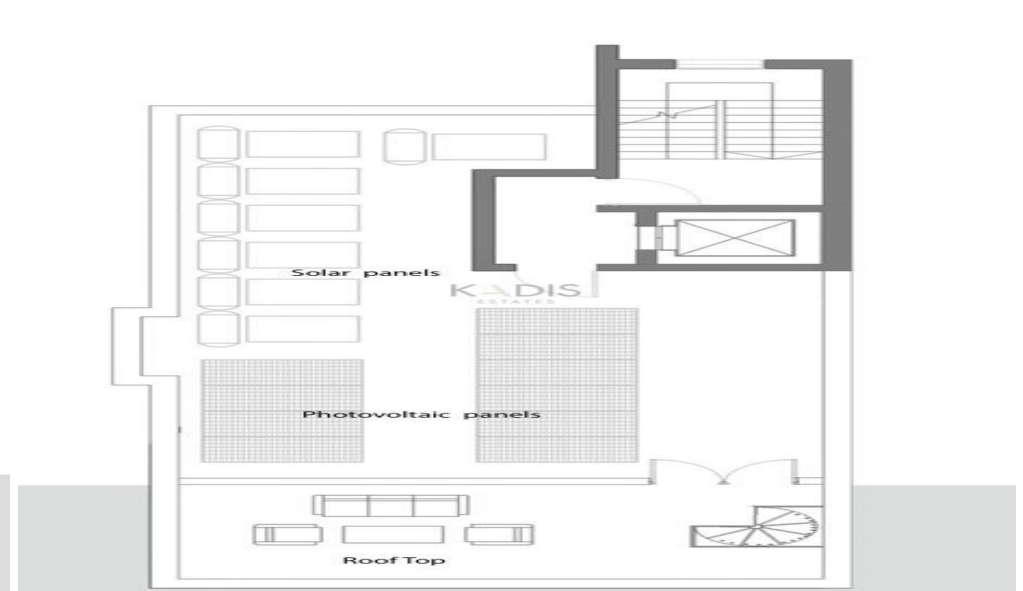 Solar panels
KADIS
ESTATES
Photovoltaic panels
Roof Top